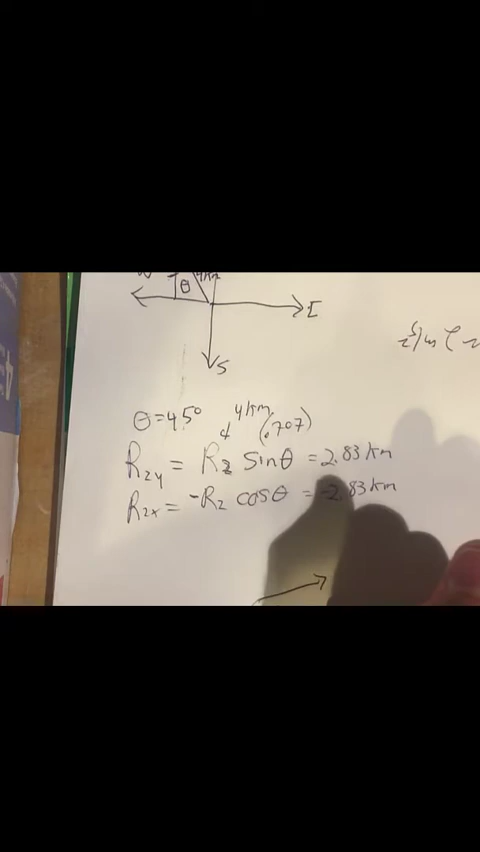 θ 4km
E
S
θ=45° 4km (.707)
R2y = R2 sinθ = 2.83 km
R2x = -R2 cosθ = -2.83 km